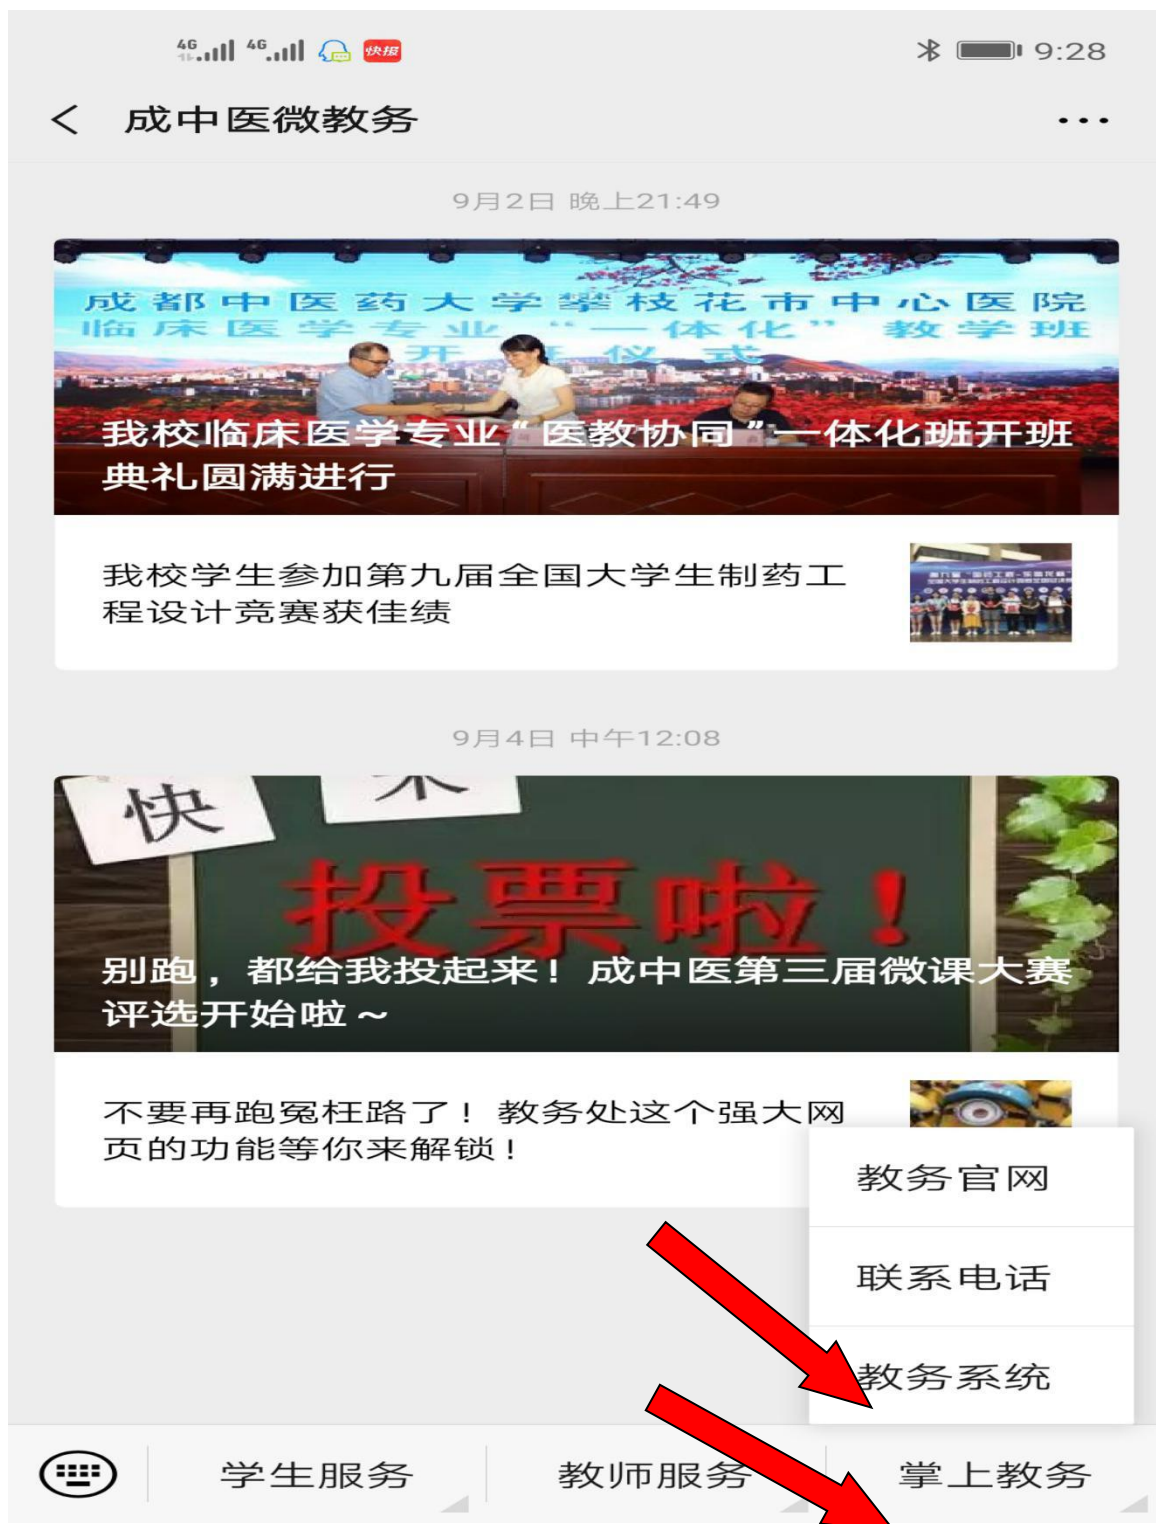 4G 4G 快报 9:28
成中医微教务
9月2日 晚上21:49
成都中医药大学攀枝花市中心医院
临床医学专业“一体化”教学班
我校临床医学专业“医教协同”一体化班开班
典礼圆满进行
我校学生参加第九届全国大学生制药工
程设计竞赛获佳绩
9月4日 中午12:08
快
投票啦！
别跑，都给我投起来！成中医第三届微课大赛
评选开始啦～
不要再跑冤枉路了！教务处这个强大网
页的功能等你来解锁！
教务官网
联系电话
教务系统
学生服务
教师服务
掌上教务